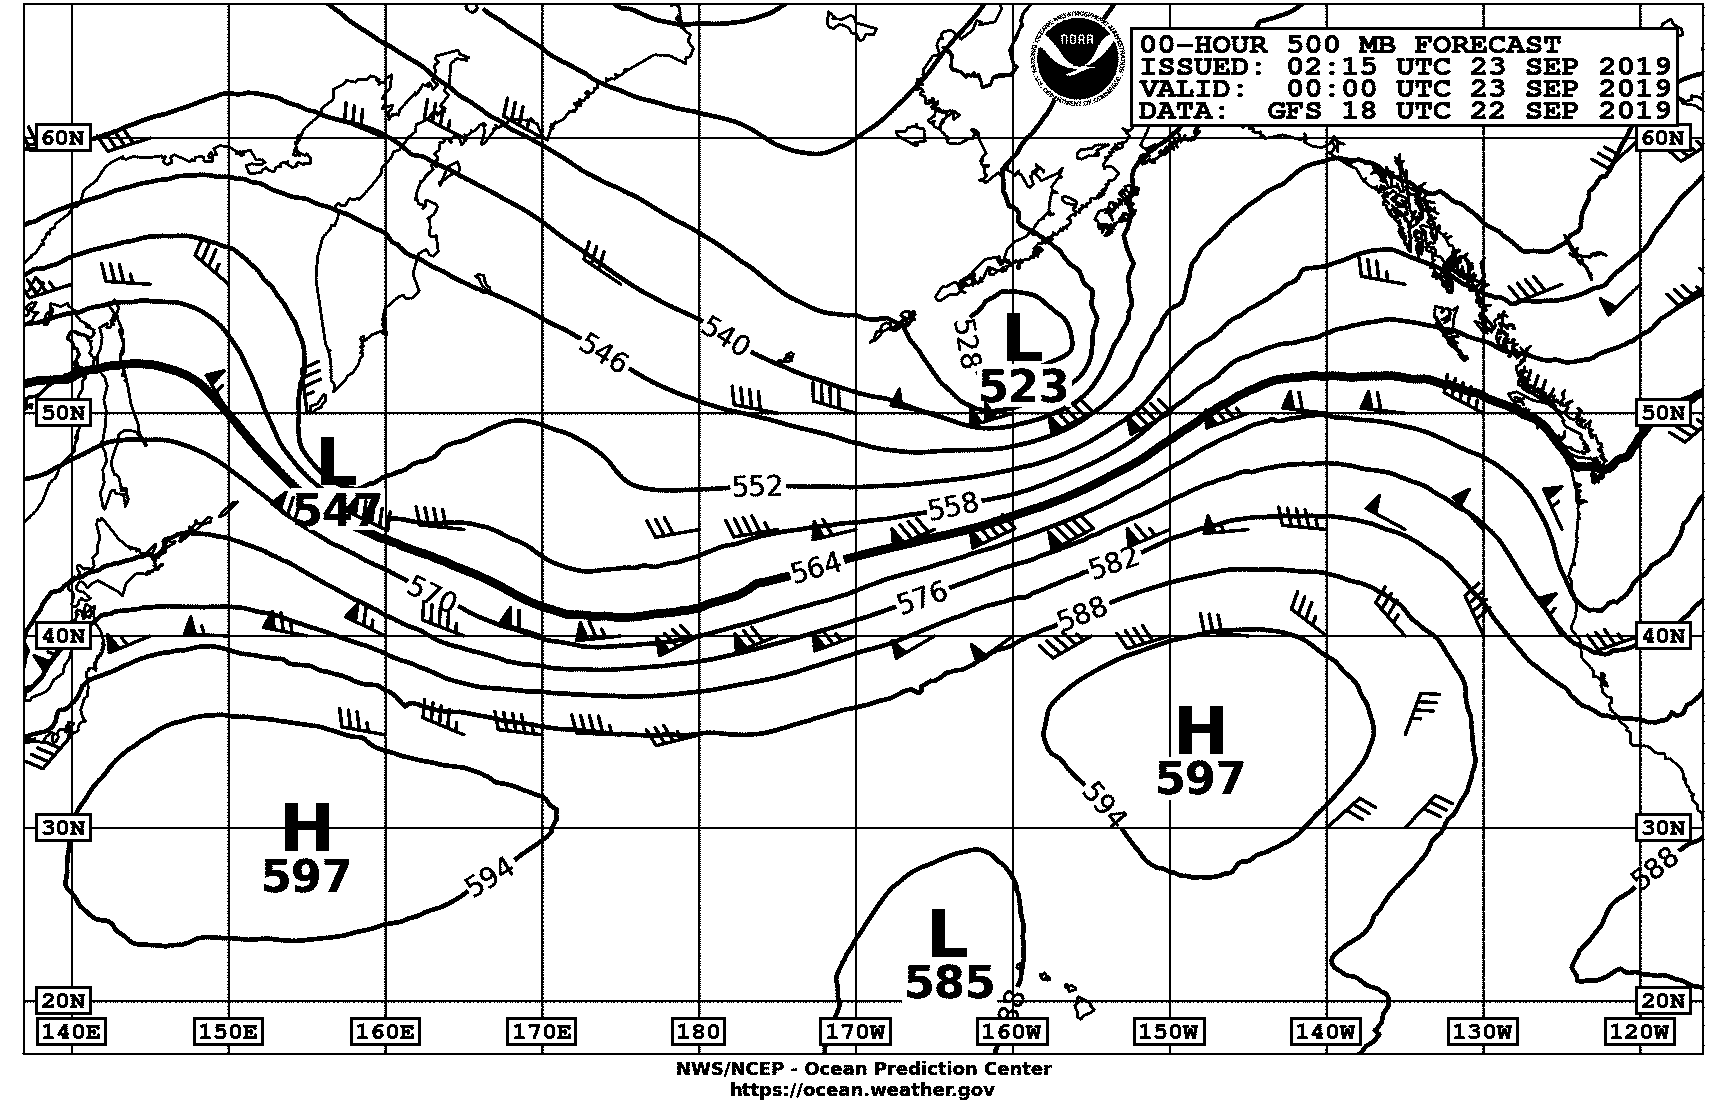 NOAA
00-HOUR 500 MB FORECAST
ISSUED: 02:15 UTC 23 SEP 2019
VALID: 00:00 UTC 23 SEP 2019
DATA: GFS 18 UTC 22 SEP 2019
60N
60N
528
L
523
540
546
50N
50N
L
547
552
558
564
570
576
582
588
40N
40N
H
597
594
H
597
594
30N
30N
588
L
585
20N
20N
140E 150E 160E 170E 180 170W 160W 150W 140W 130W 120W
NWS/NCEP - Ocean Prediction Center
https://ocean.weather.gov